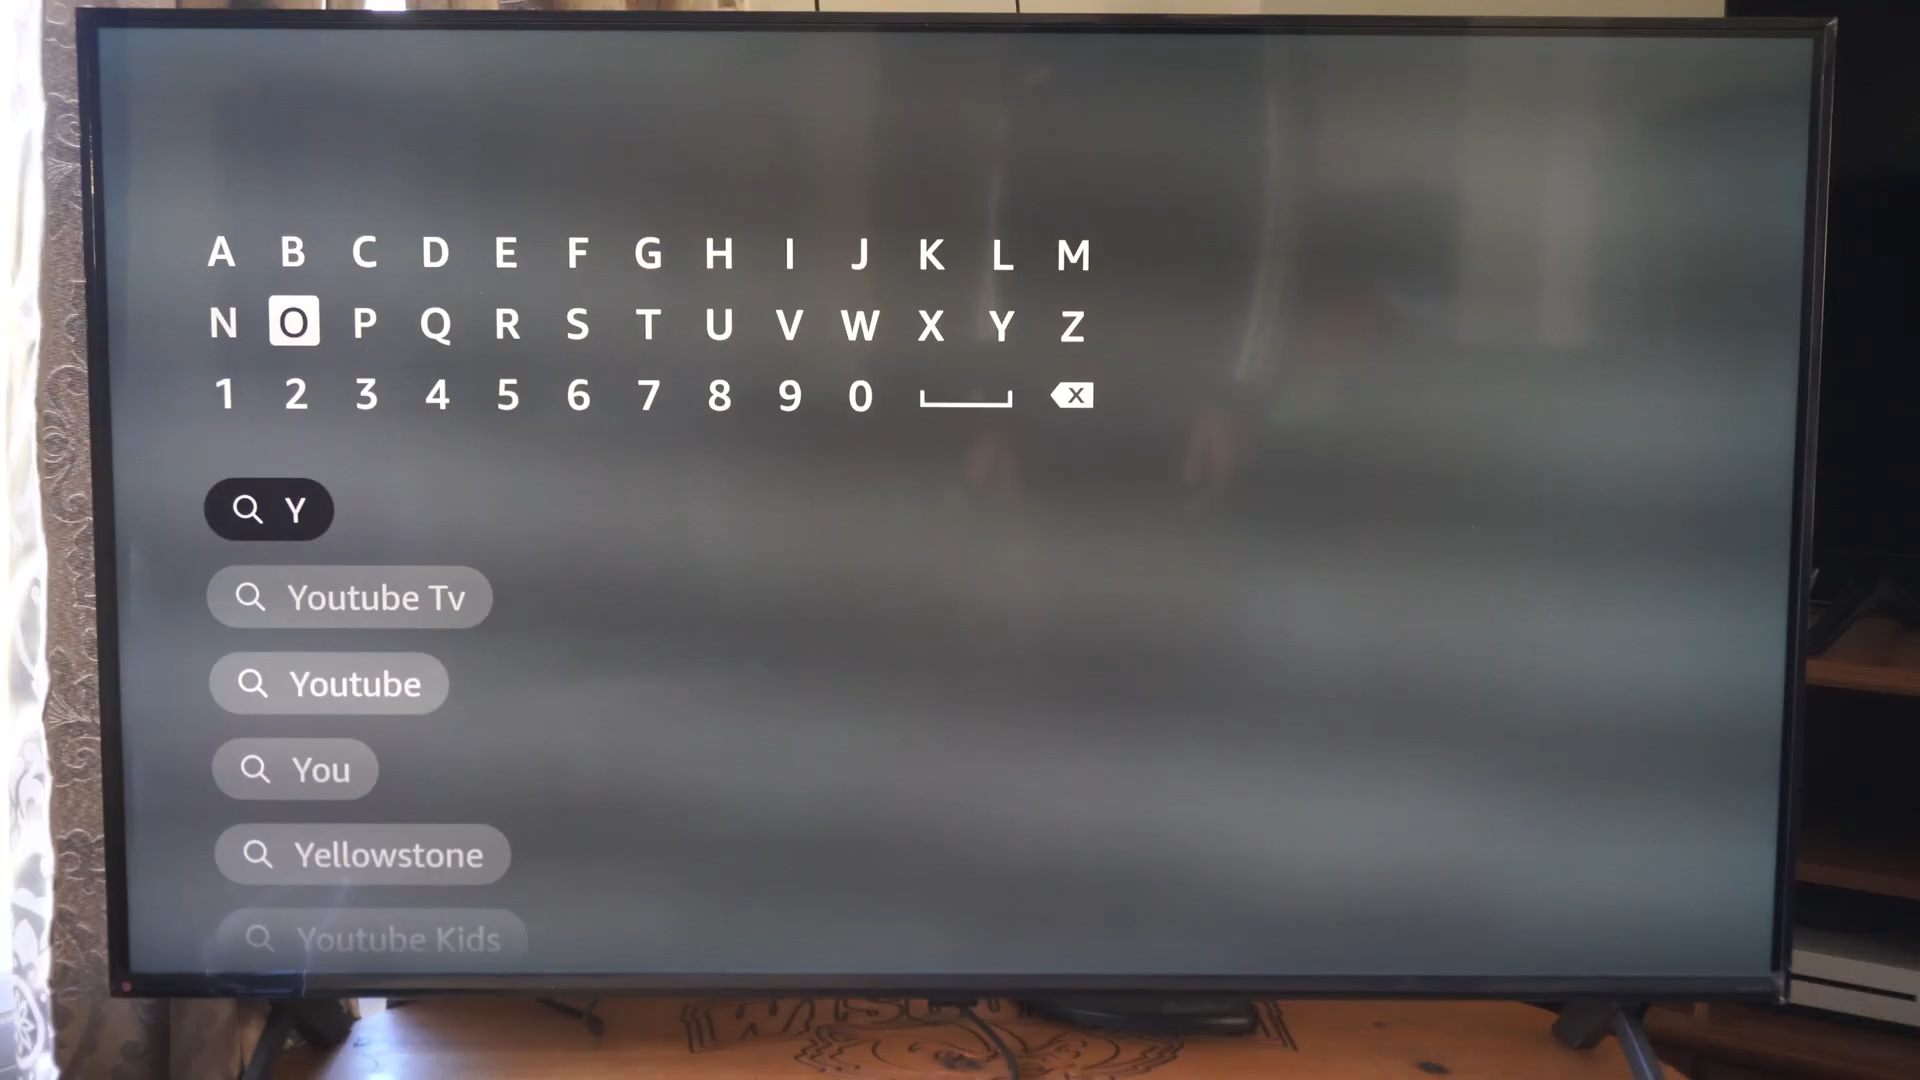 A B C D E F G H I J K L M
N O P Q R S T U V W X Y Z
1 2 3 4 5 6 7 8 9 0
Y
Youtube Tv
Youtube
You
Yellowstone
Youtube Kids